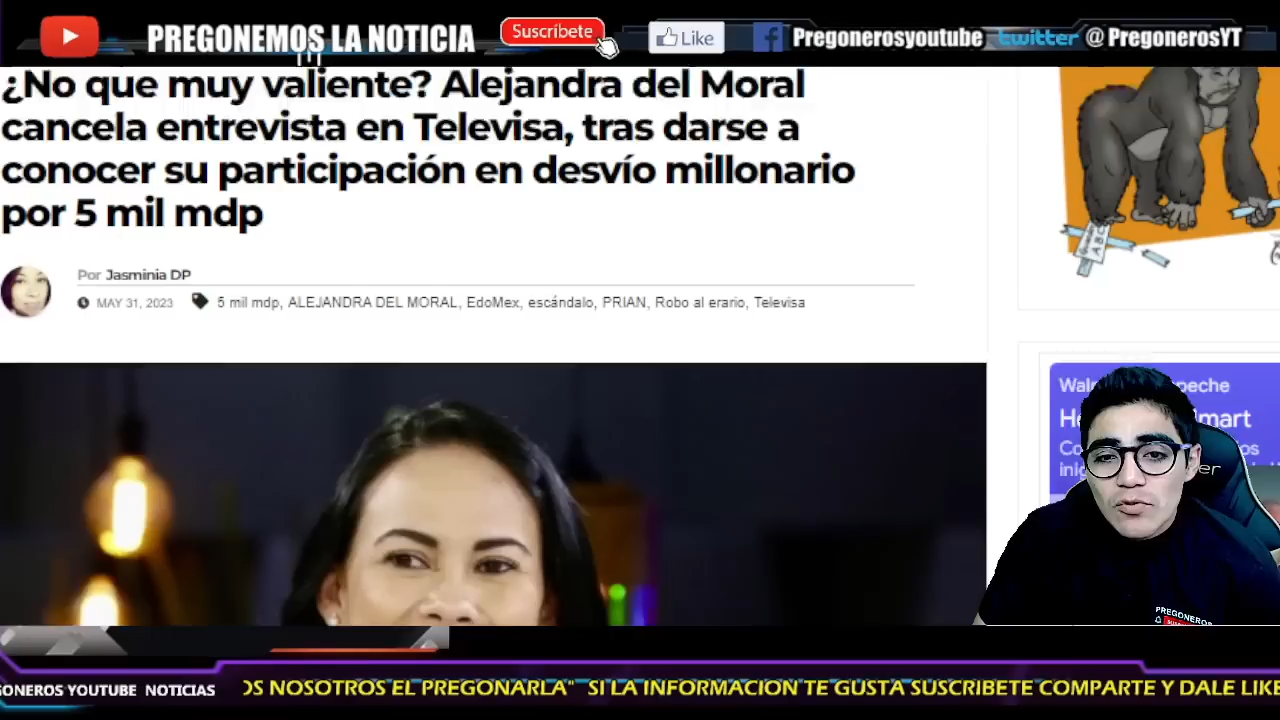 PREGONEMOS LA NOTICIA
Suscríbete
Like
Pregonerosyoutube
twitter @PregonerosYT
¿No que muy valiente? Alejandra del Moral
cancela entrevista en Televisa, tras darse a
conocer su participación en desvío millonario
por 5 mil mdp
Por Jasminia DP
MAY 31, 2023
5 mil mdp, ALEJANDRA DEL MORAL, EdoMex, escándalo, PRIAN, Robo al erario, Televisa
ABC
PREGONEROS
GONEROS YOUTUBE NOTICIAS
OS NOSOTROS EL PREGONARLA" SI LA INFORMACION TE GUSTA SUSCRIBETE COMPARTE Y DALE LIKE